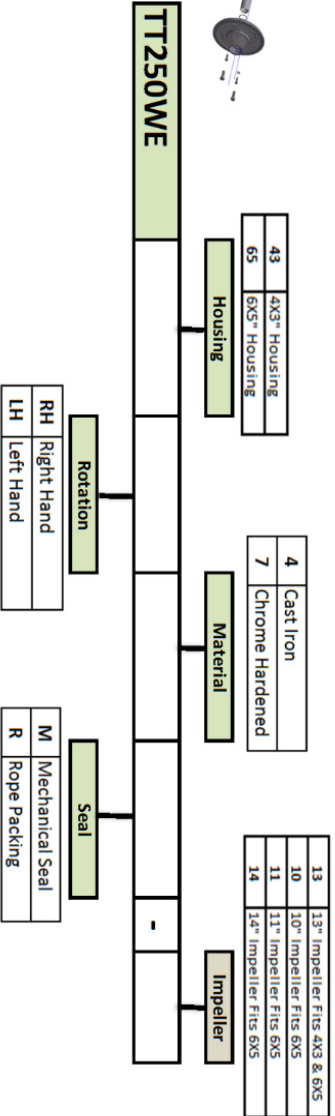 43 4X3" Housing
65 6X5" Housing
4 Cast Iron
7 Chrome Hardened
13 13" Impeller Fits 4X3 & 6X5
10 10" Impeller Fits 6X5
11 11" Impeller Fits 6X5
14 14" Impeller Fits 6X5
Housing
Material
Impeller
TT250WE
-
Rotation
Seal
RH Right Hand
LH Left Hand
M Mechanical Seal
R Rope Packing